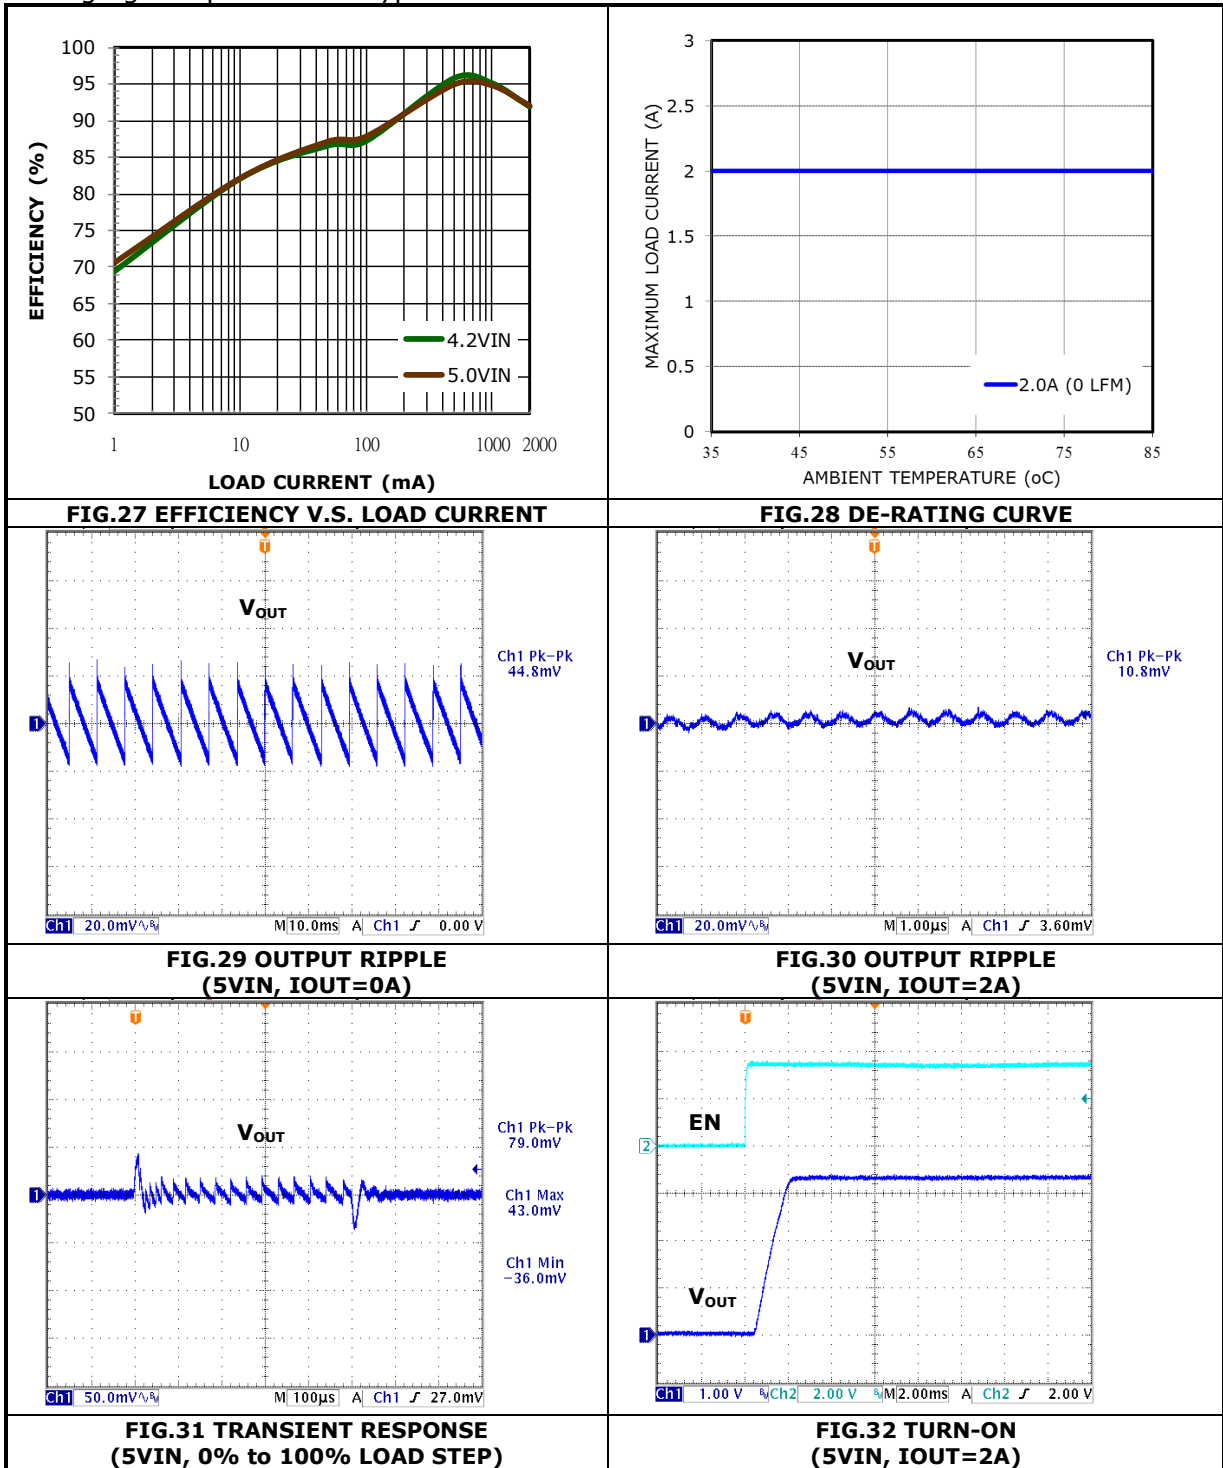 100
95
90
85
80
75
70
65
60
55
50
EFFICIENCY (%)
4.2VIN
5.0VIN
1 10 100 1000 2000
LOAD CURRENT (mA)
FIG.27 EFFICIENCY V.S. LOAD CURRENT
3
2.5
2
1.5
1
0.5
0
MAXIMUM LOAD CURRENT (A)
2.0A (0 LFM)
35 45 55 65 75 85
AMBIENT TEMPERATURE (oC)
FIG.28 DE-RATING CURVE
T
VOUT
1
Ch1 Pk-Pk
44.8mV
Ch1 20.0mV M 10.0ms A Ch1 0.00 V
FIG.29 OUTPUT RIPPLE
(5VIN, IOUT=0A)
T
VOUT
1
Ch1 Pk-Pk
10.8mV
Ch1 20.0mV M 1.00µs A Ch1 3.60mV
FIG.30 OUTPUT RIPPLE
(5VIN, IOUT=2A)
T
VOUT
1
Ch1 Pk-Pk
79.0mV
Ch1 Max
43.0mV
Ch1 Min
-36.0mV
Ch1 50.0mV M 100µs A Ch1 27.0mV
FIG.31 TRANSIENT RESPONSE
(5VIN, 0% to 100% LOAD STEP)
T
EN
2
VOUT
1
Ch1 1.00 V Ch2 2.00 V M 2.00ms A Ch2 2.00 V
FIG.32 TURN-ON
(5VIN, IOUT=2A)